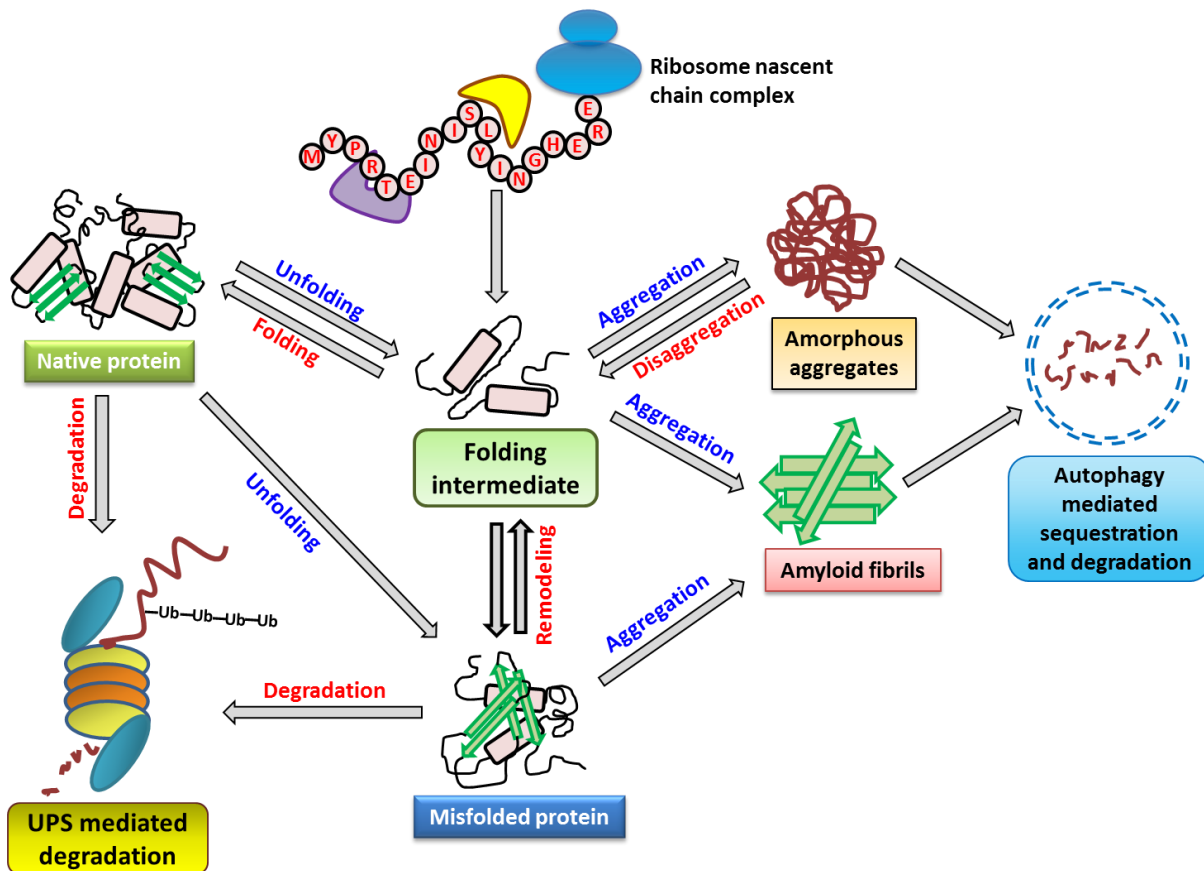 Ribosome nascent
chain complex
M Y P R T E I N I S L Y I N G H E R E
Native protein
Unfolding
Folding
Aggregation
Disaggregation
Amorphous
aggregates
Degradation
Unfolding
Folding
intermediate
Aggregation
Amyloid fibrils
Autophagy
mediated
sequestration
and degradation
Remodeling
Aggregation
Ub Ub Ub Ub
Degradation
Misfolded protein
UPS mediated
degradation